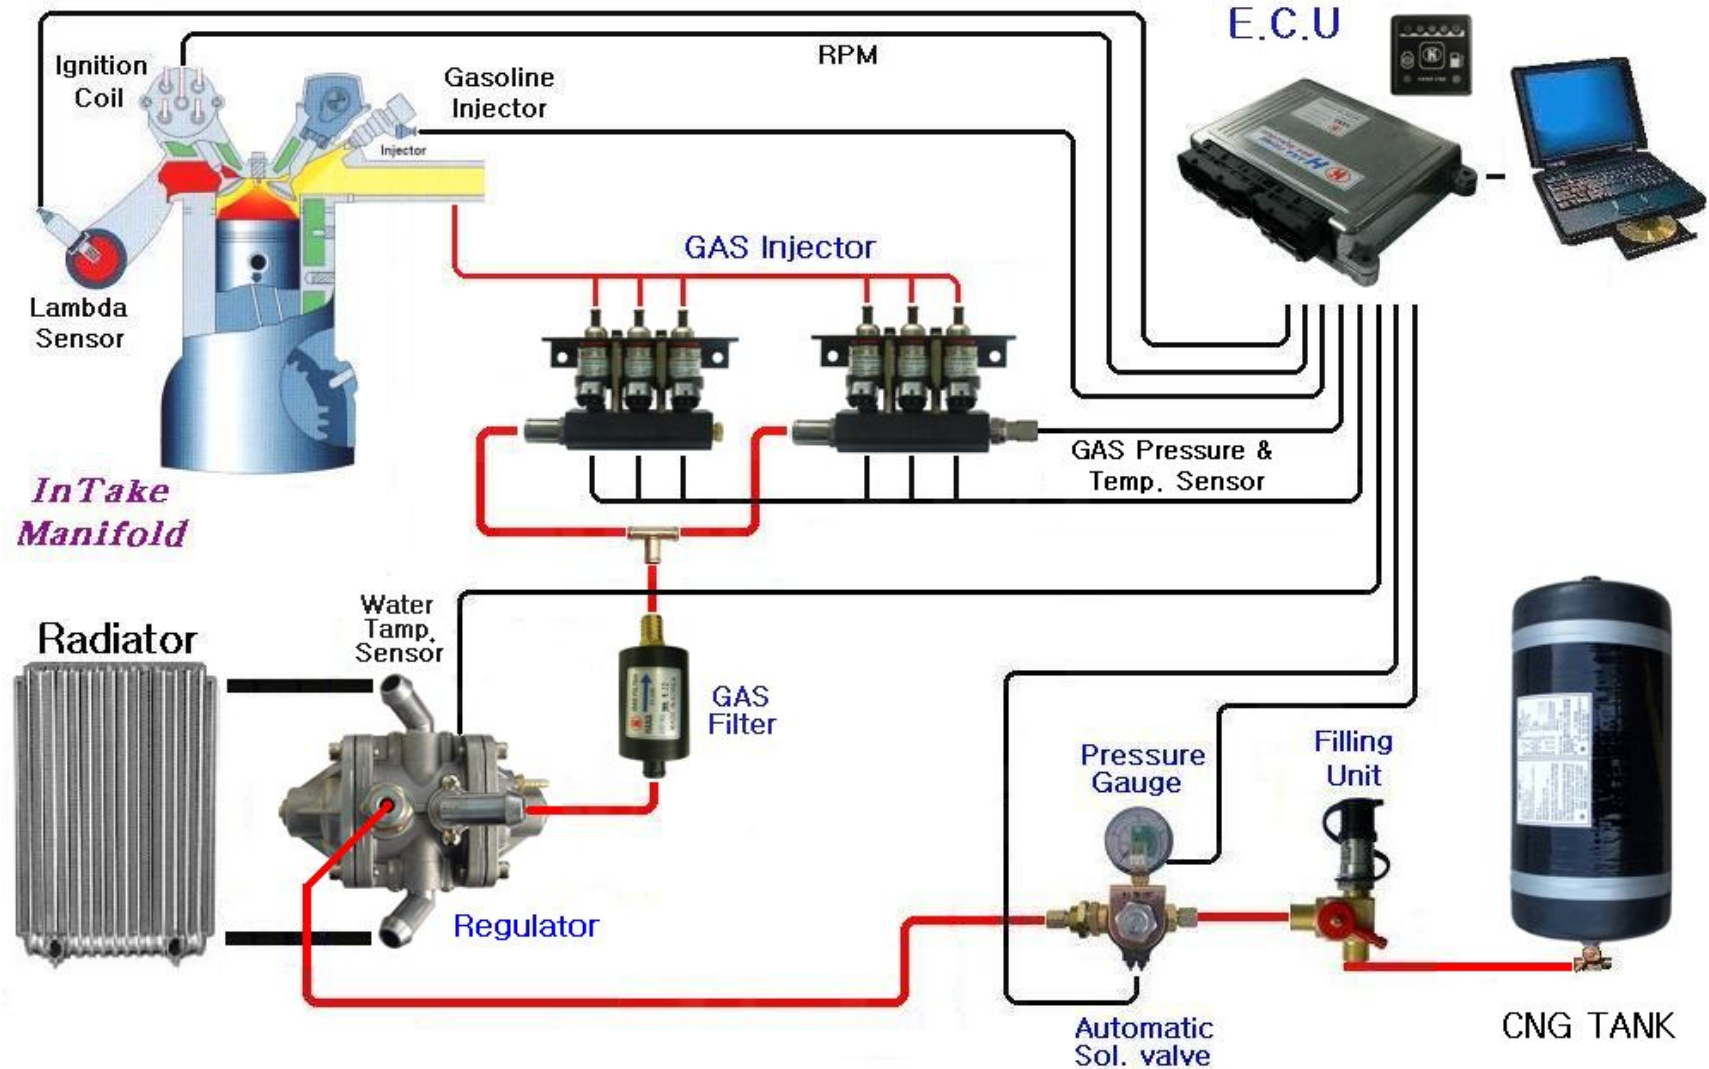 E.C.U
RPM
Ignition
Coil
Gasoline
Injector
Injector
GAS Injector
Lambda
Sensor
GAS Pressure &
Temp. Sensor
InTake
Manifold
Water
Tamp.
Sensor
Radiator
GAS
Filter
Pressure
Gauge
Filling
Unit
Regulator
Automatic
Sol. valve
CNG TANK